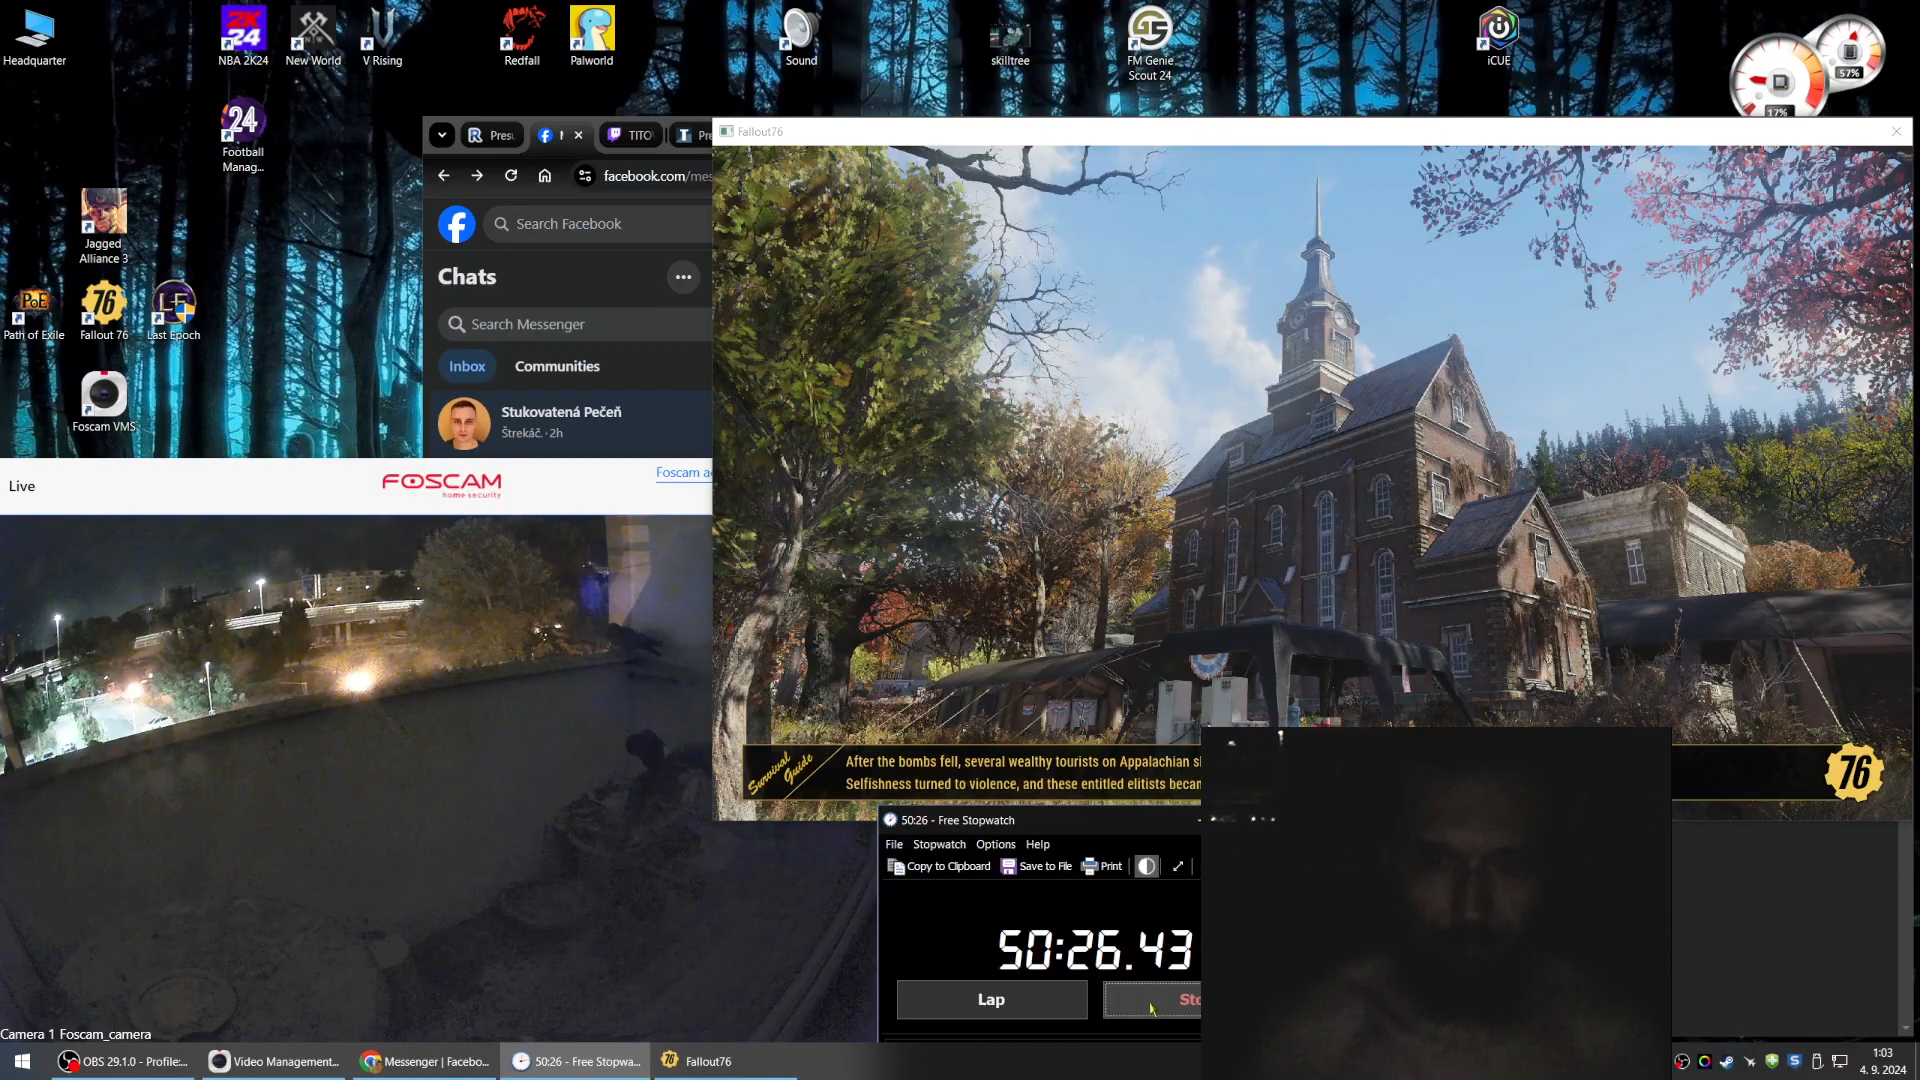 Headquarter
NBA 2K24
New World
V Rising
Redfall
Palworld
Sound
skilltree
FM Genie
Scout 24
iCUE
57%
17%
Football
Manag...
Jagged
Alliance 3
Path of Exile
Fallout 76
Last Epoch
Foscam VMS
TITO
facebook.com/mes
Search Facebook
Chats
Search Messenger
Inbox
Communities
Stukovatená Pečeň
Štrekáč. · 2h
Fallout76
Live
FOSCAM
home security
Foscam
Survival
Guide
After the bombs fell, several wealthy tourists on Appalachian
Selfishness turned to violence, and these entitled elitists
76
50:26 - Free Stopwatch
File
Stopwatch
Options
Help
Copy to Clipboard
Save to File
Print
50:26.43
Lap
Sto
Camera 1 Foscam_camera
OBS 29.1.0 - Profile:...
Video Management...
Messenger | Facebo...
50:26 - Free Stopwa...
Fallout76
1:03
4. 9. 2024